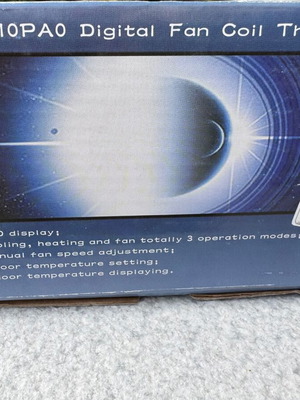 10PA0 Digital Fan Coil Th
D display;
oling, heating and fan totally 3 operation modes;
nual fan speed adjustment;
oor temperature setting;
oor temperature displaying.